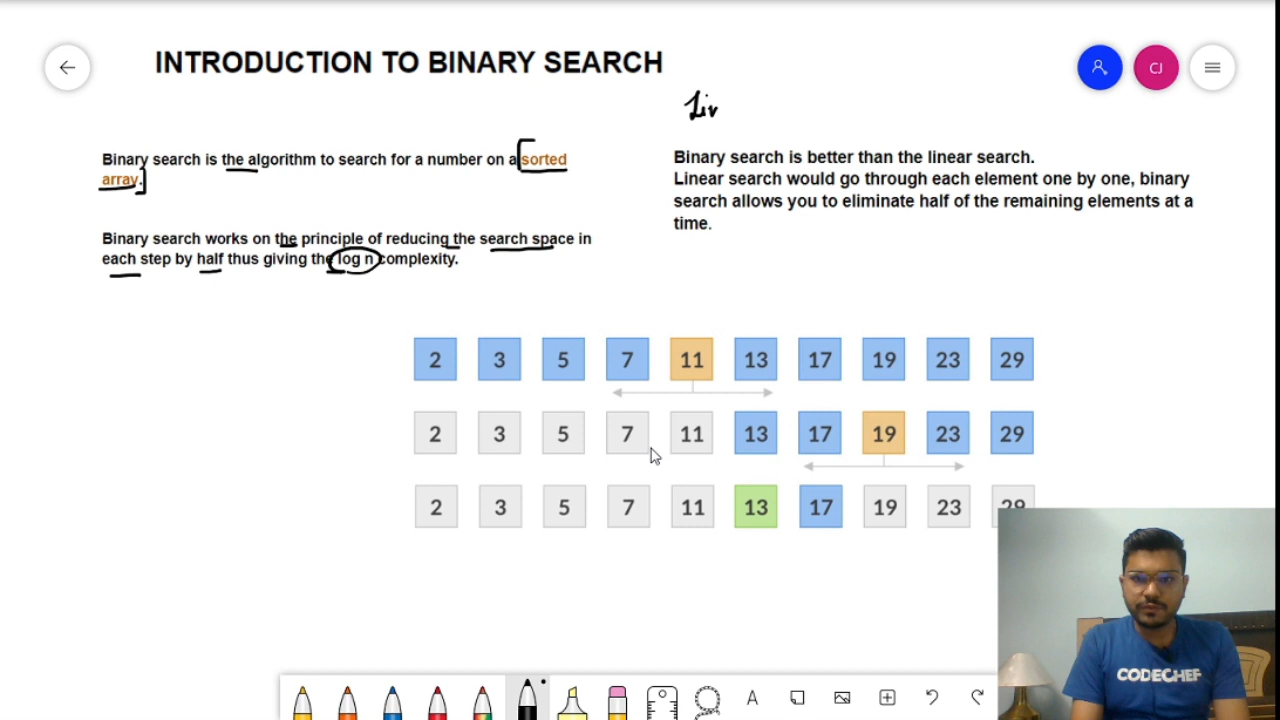 INTRODUCTION TO BINARY SEARCH
CJ
Liv
Binary search is the algorithm to search for a number on a sorted
array.
Binary search works on the principle of reducing the search space in
each step by half thus giving the log n complexity.
Binary search is better than the linear search.
Linear search would go through each element one by one, binary
search allows you to eliminate half of the remaining elements at a
time.
2 3 5 7 11 13 17 19 23 29
2 3 5 7 11 13 17 19 23 29
2 3 5 7 11 13 17 19 23 29
CODECHEF
A